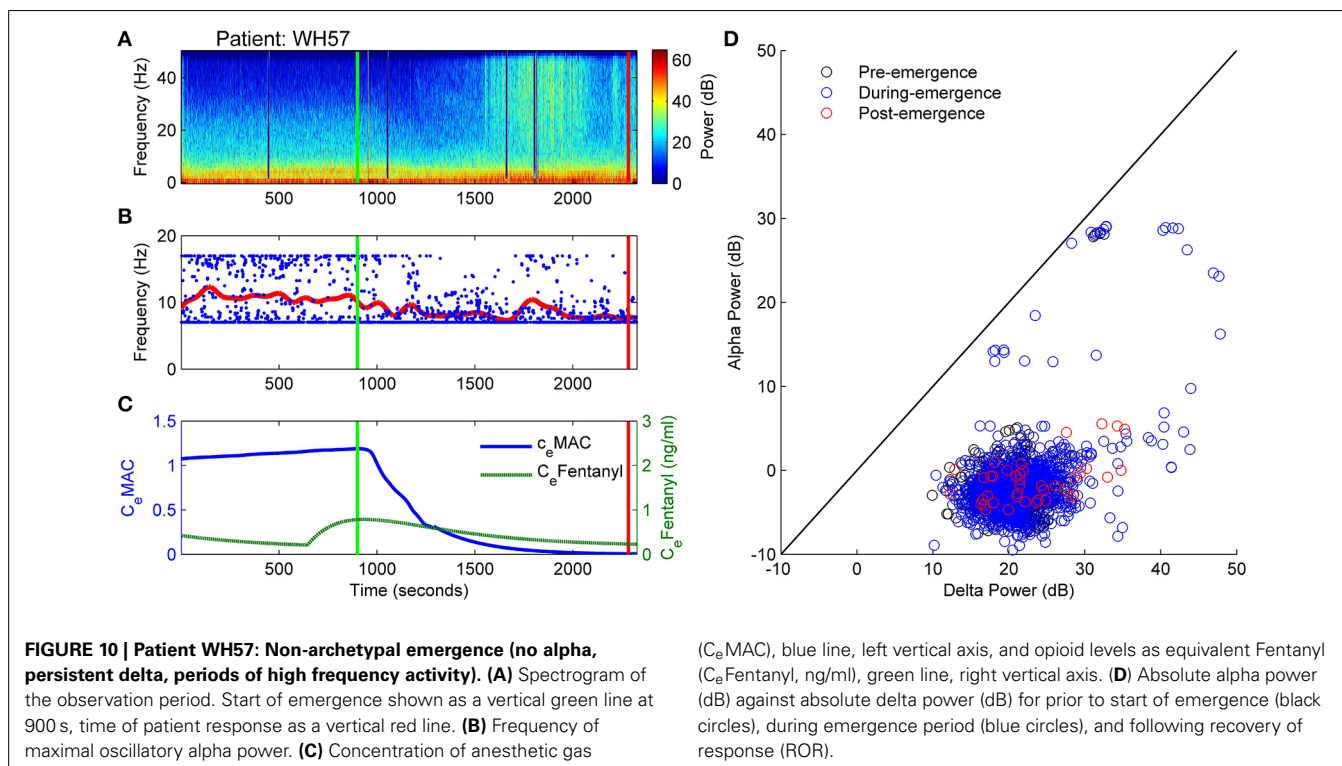 A
Patient: WH57
Frequency (Hz)
40
20
0
500
1000
1500
2000
60
40
20
0
Power (dB)
B
Frequency (Hz)
20
10
0
500
1000
1500
2000
C
CeMAC
1.5
1
0.5
0
ceMAC
CeFentanyl
3
2
1
0
CeFentanyl (ng/ml)
500
1000
1500
2000
Time (seconds)
D
Alpha Power (dB)
50
40
30
20
10
0
-10
Pre-emergence
During-emergence
Post-emergence
-10
0
10
20
30
40
50
Delta Power (dB)
FIGURE 10 | Patient WH57: Non-archetypal emergence (no alpha,
persistent delta, periods of high frequency activity). (A) Spectrogram of
the observation period. Start of emergence shown as a vertical green line at
900 s, time of patient response as a vertical red line. (B) Frequency of
maximal oscillatory alpha power. (C) Concentration of anesthetic gas
(CeMAC), blue line, left vertical axis, and opioid levels as equivalent Fentanyl
(CeFentanyl, ng/ml), green line, right vertical axis. (D) Absolute alpha power
(dB) against absolute delta power (dB) for prior to start of emergence (black
circles), during emergence period (blue circles), and following recovery of
response (ROR).